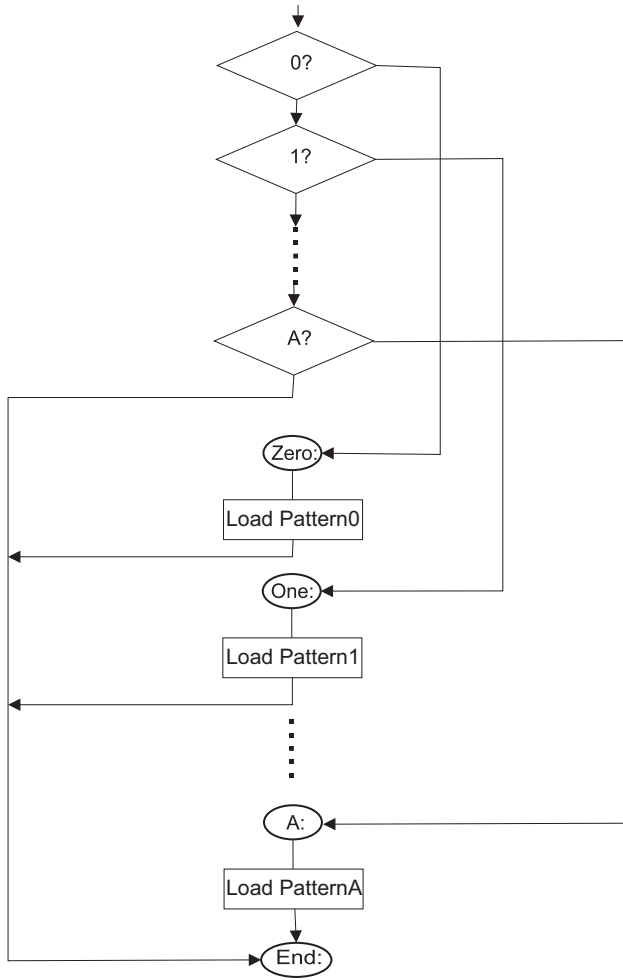 0?
1?
A?
Zero:
Load Pattern0
One:
Load Pattern1
A:
Load PatternA
End: